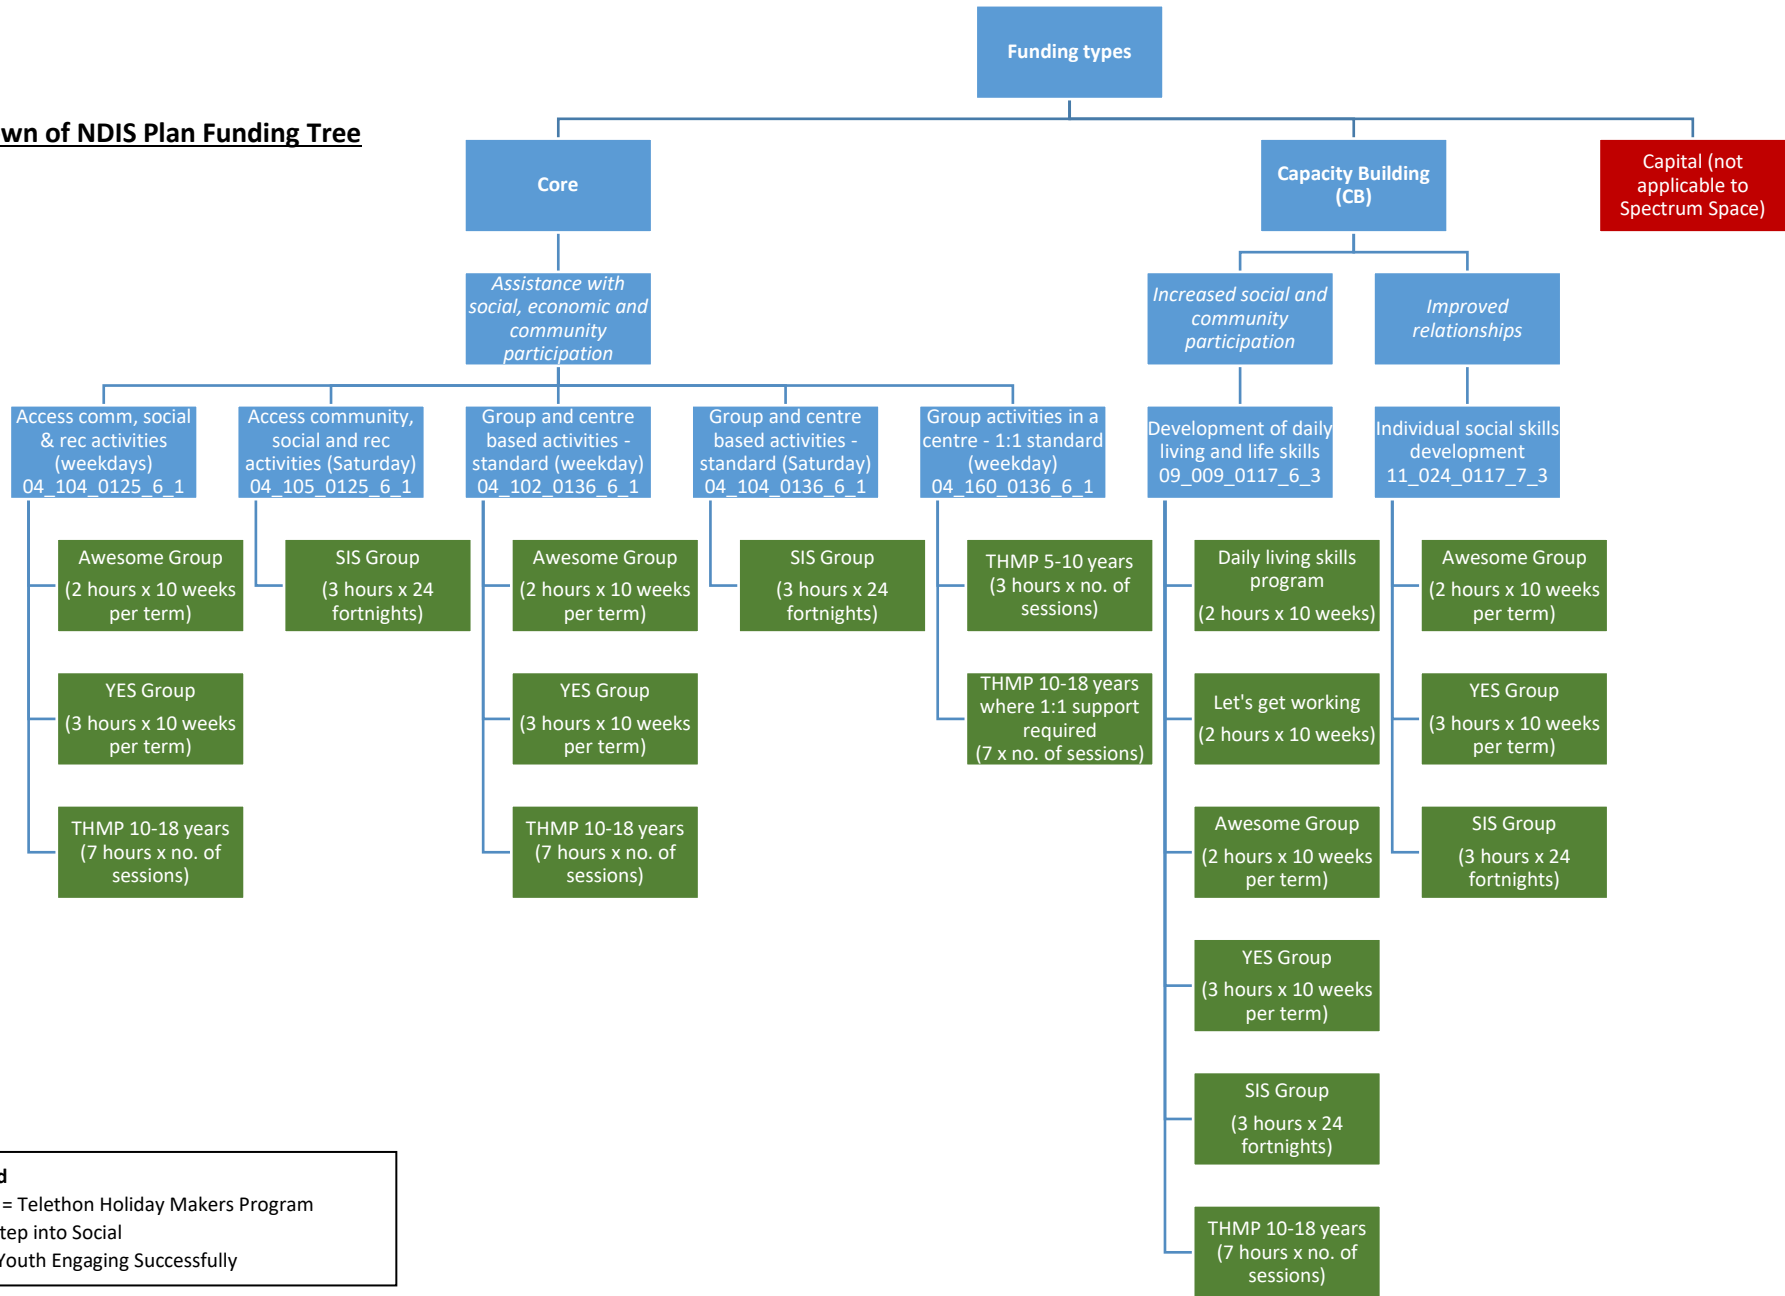 Funding types
wn of NDIS Plan Funding Tree
Core
Capacity Building
(CB)
Capital (not
applicable to
Spectrum Space)
Assistance with
social, economic and
community
participation
Increased social and
community
participation
Improved
relationships
Access comm, social
& rec activities
(weekdays)
04_104_0125_6_1
Access community,
social and rec
activities (Saturday)
04_105_0125_6_1
Group and centre
based activities -
standard (weekday)
04_102_0136_6_1
Group and centre
based activities -
standard (Saturday)
04_104_0136_6_1
Group activities in a
centre - 1:1 standard
(weekday)
04_160_0136_6_1
Development of daily
living and life skills
09_009_0117_6_3
Individual social skills
development
11_024_0117_7_3
Awesome Group
(2 hours x 10 weeks
per term)
SIS Group
(3 hours x 24
fortnights)
Awesome Group
(2 hours x 10 weeks
per term)
SIS Group
(3 hours x 24
fortnights)
THMP 5-10 years
(3 hours x no. of
sessions)
Daily living skills
program
(2 hours x 10 weeks)
Awesome Group
(2 hours x 10 weeks
per term)
YES Group
(3 hours x 10 weeks
per term)
YES Group
(3 hours x 10 weeks
per term)
THMP 10-18 years
where 1:1 support
required
(7 x no. of sessions)
Let's get working
(2 hours x 10 weeks)
YES Group
(3 hours x 10 weeks
per term)
THMP 10-18 years
(7 hours x no. of
sessions)
THMP 10-18 years
(7 hours x no. of
sessions)
Awesome Group
(2 hours x 10 weeks
per term)
SIS Group
(3 hours x 24
fortnights)
YES Group
(3 hours x 10 weeks
per term)
SIS Group
(3 hours x 24
fortnights)
THMP 10-18 years
(7 hours x no. of
sessions)
d
= Telethon Holiday Makers Program
tep into Social
Youth Engaging Successfully